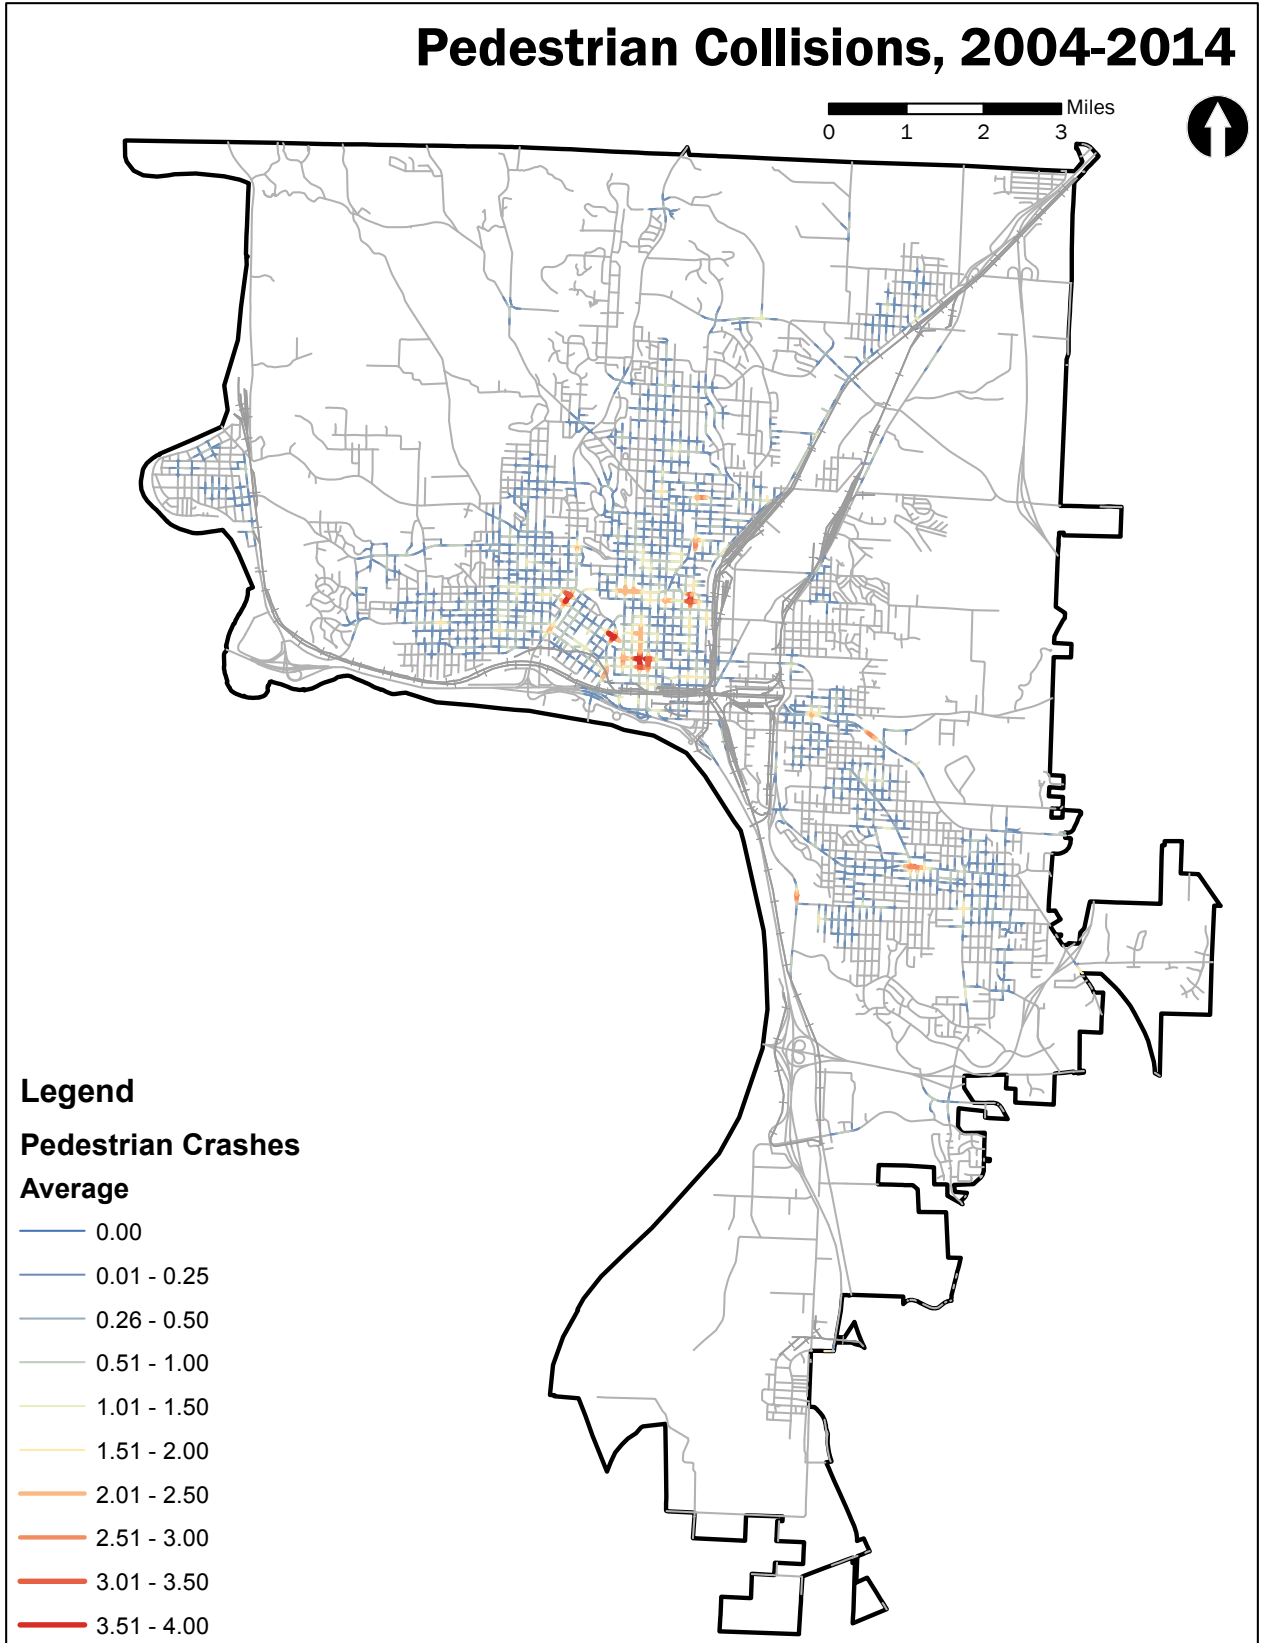 Pedestrian Collisions, 2004-2014
Miles
0 1 2 3
Legend
Pedestrian Crashes
Average
0.00
0.01 - 0.25
0.26 - 0.50
0.51 - 1.00
1.01 - 1.50
1.51 - 2.00
2.01 - 2.50
2.51 - 3.00
3.01 - 3.50
3.51 - 4.00